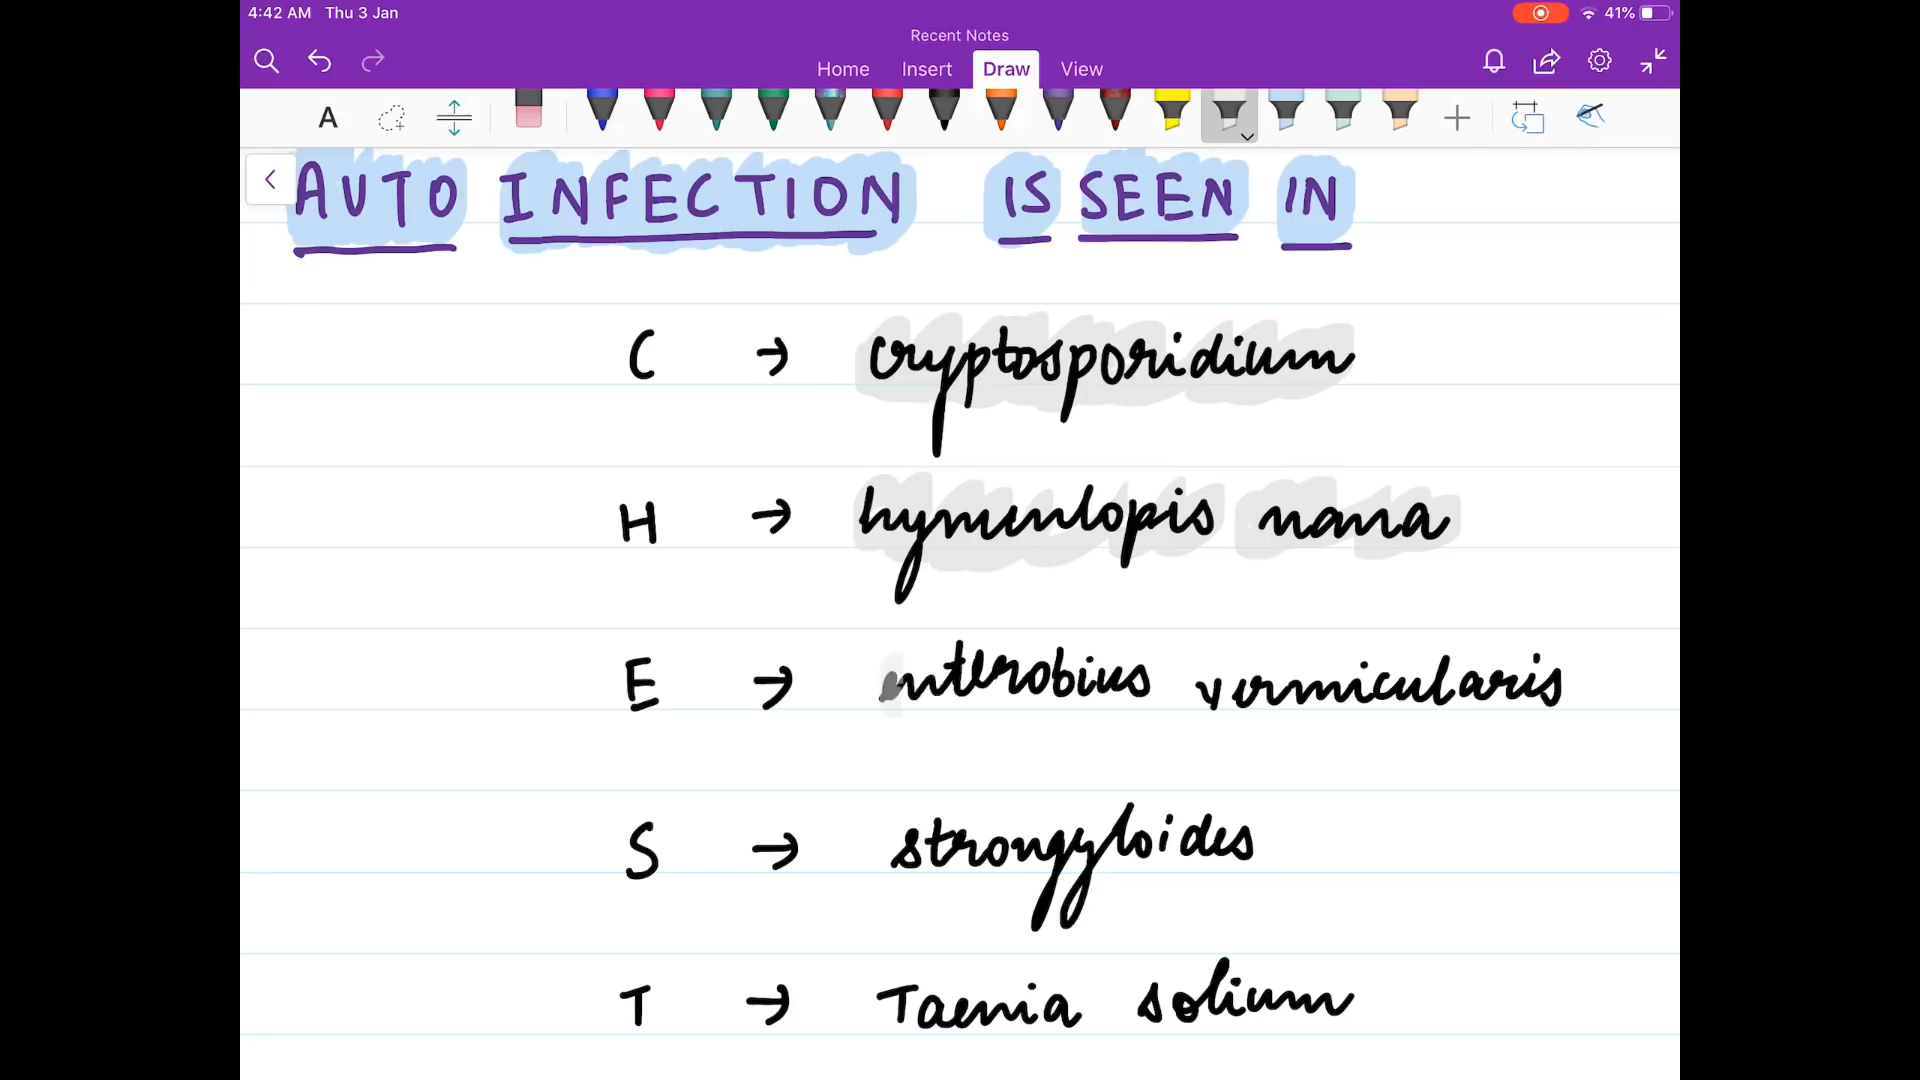 4:42 AM Thu 3 Jan 41%
Recent Notes
Home Insert Draw View
A
AUTO INFECTION IS SEEN IN
C → cryptosporidium
H → hymenlopis nana
E → enterobius vermicularis
S → strongyloides
T → Taenia solium